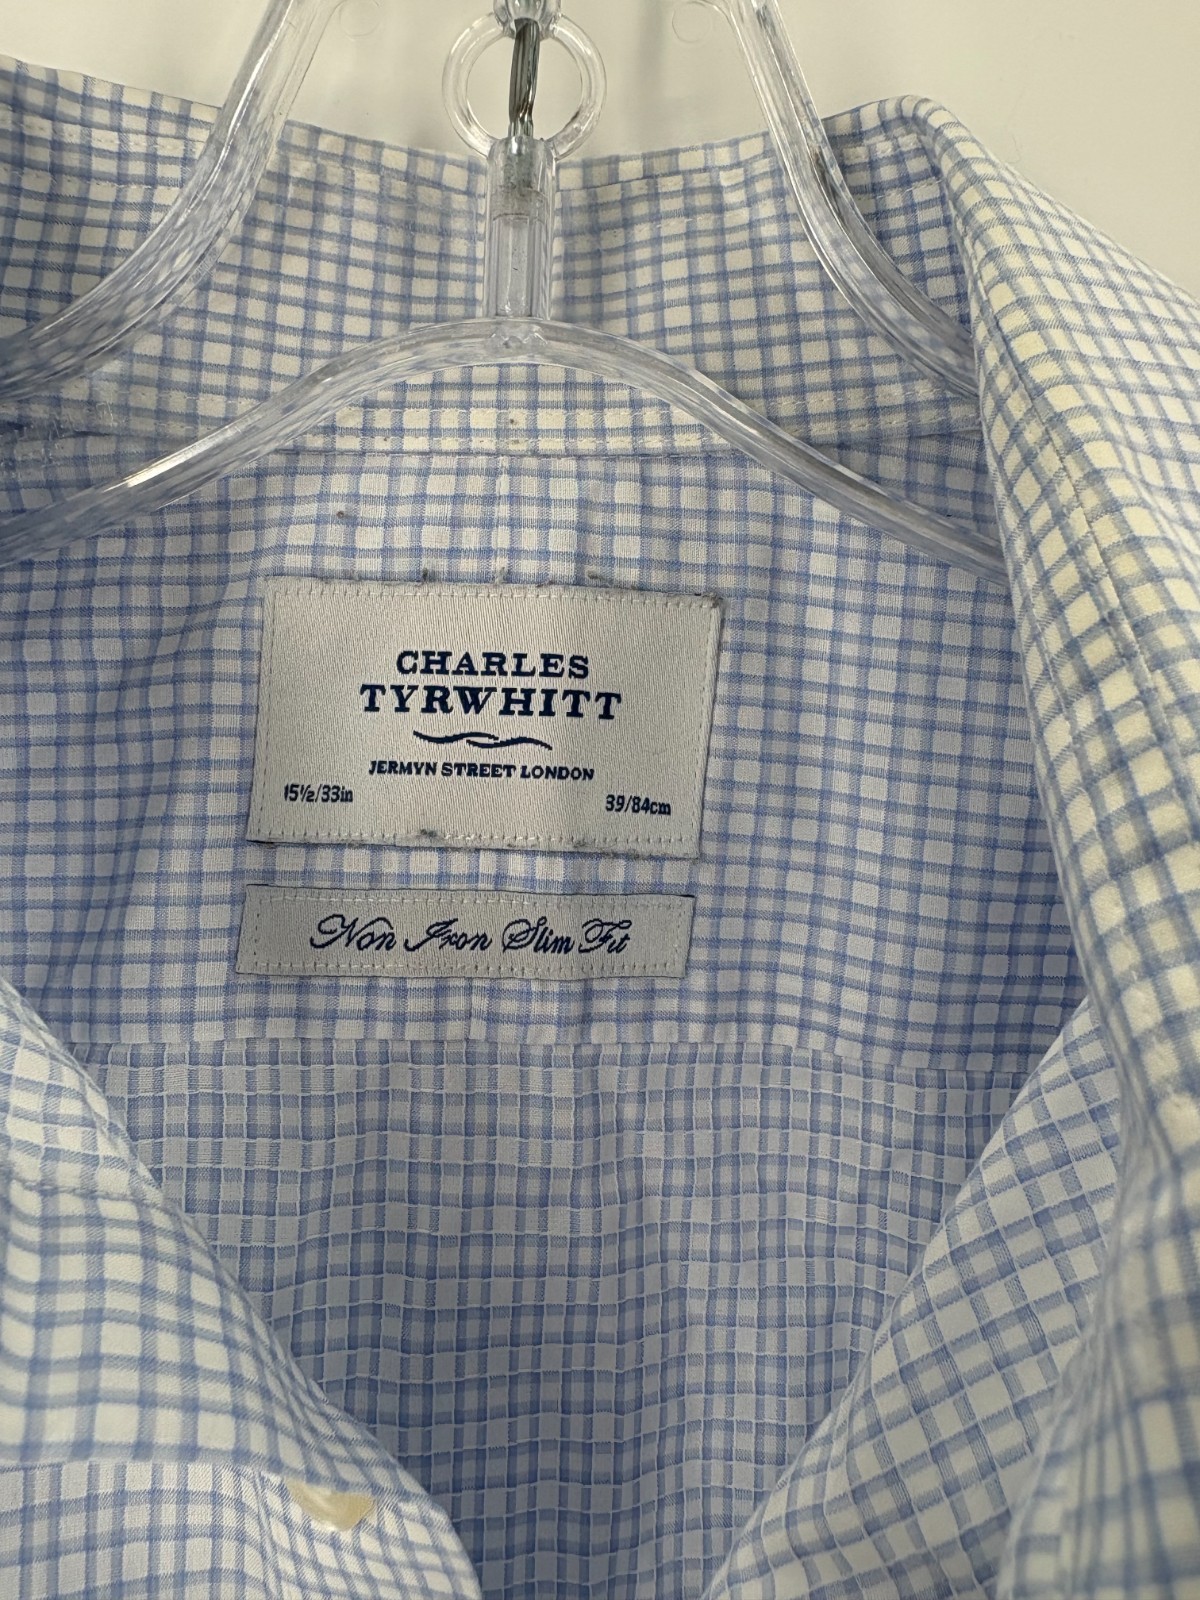 CHARLES
TYRWHITT
JERMYN STREET LONDON
15½/33in 39/84cm
Non Iron Slim Fit